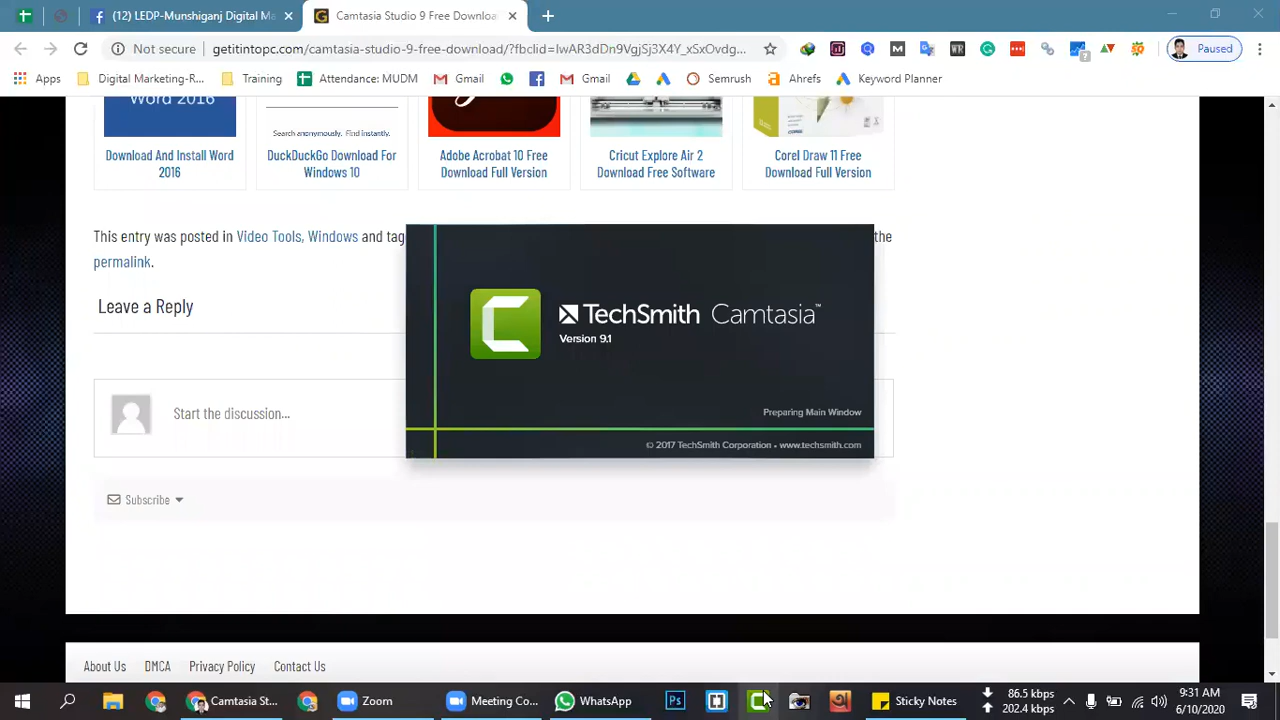 (12) LEDP-Munshiganj Digital Ma
Camtasia Studio 9 Free Downloa
Not secure
getitintopc.com/camtasia-studio-9-free-download/?fbclid=IwAR3dDn9VgjSj3X4Y_xSxOvdg...
Paused
Apps
Digital Marketing-R...
Training
Attendance: MUDM
Gmail
Gmail
Semrush
Ahrefs
Keyword Planner
Word 2016
Search anonymously. Find instantly.
Download And Install Word 2016
DuckDuckGo Download For Windows 10
Adobe Acrobat 10 Free Download Full Version
Cricut Explore Air 2 Download Free Software
Corel Draw 11 Free Download Full Version
This entry was posted in Video Tools, Windows and tag
the
permalink.
TechSmith Camtasia™
Version 9.1
Preparing Main Window
© 2017 TechSmith Corporation • www.techsmith.com
Leave a Reply
Start the discussion...
Subscribe
About Us
DMCA
Privacy Policy
Contact Us
Camtasia St...
Zoom
Meeting Co...
WhatsApp
Ps
Sticky Notes
86.5 kbps
202.4 kbps
9:31 AM
6/10/2020